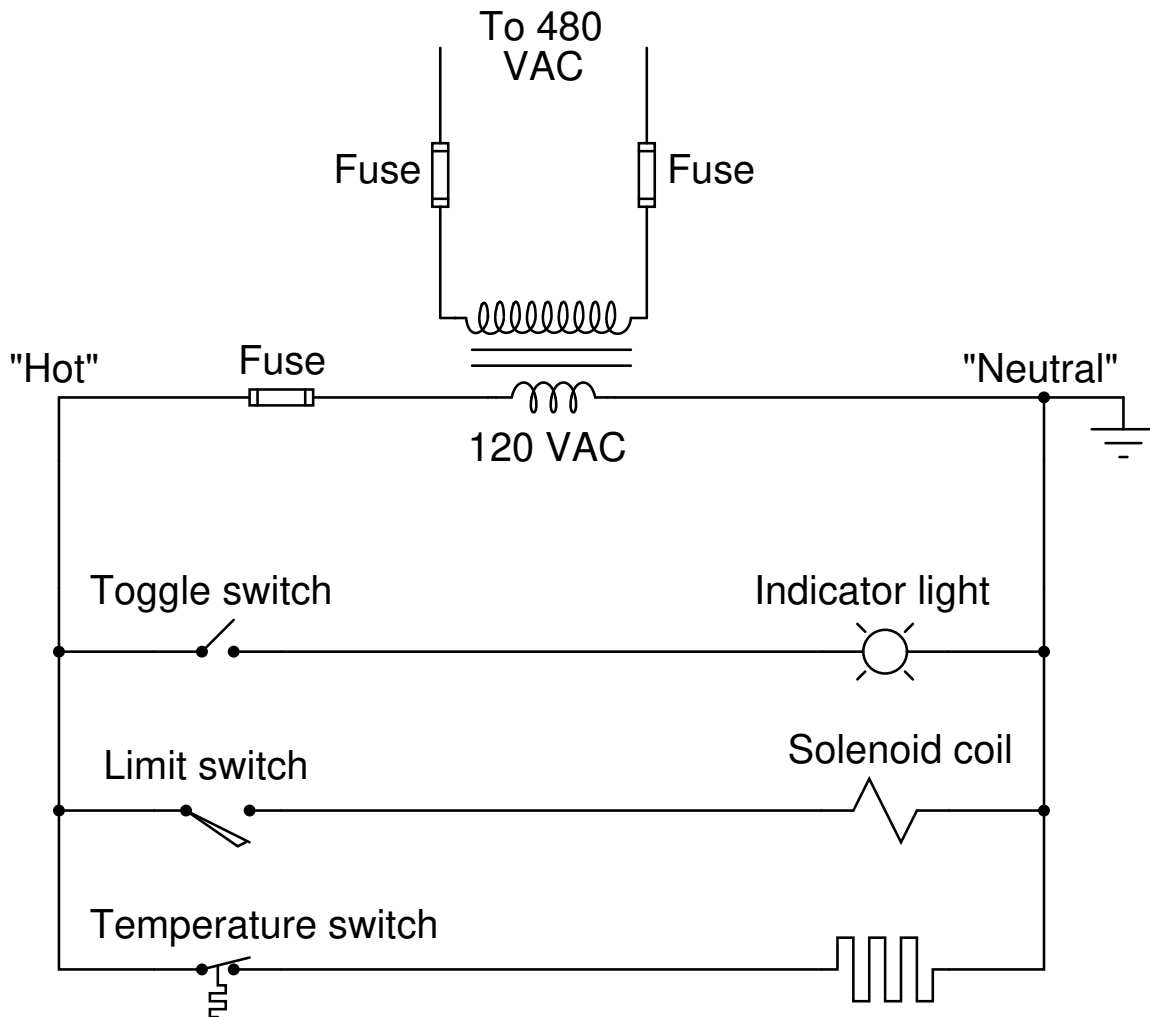 To 480
VAC
Fuse
Fuse
"Hot"
Fuse
"Neutral"
120 VAC
Toggle switch
Indicator light
Limit switch
Solenoid coil
Temperature switch